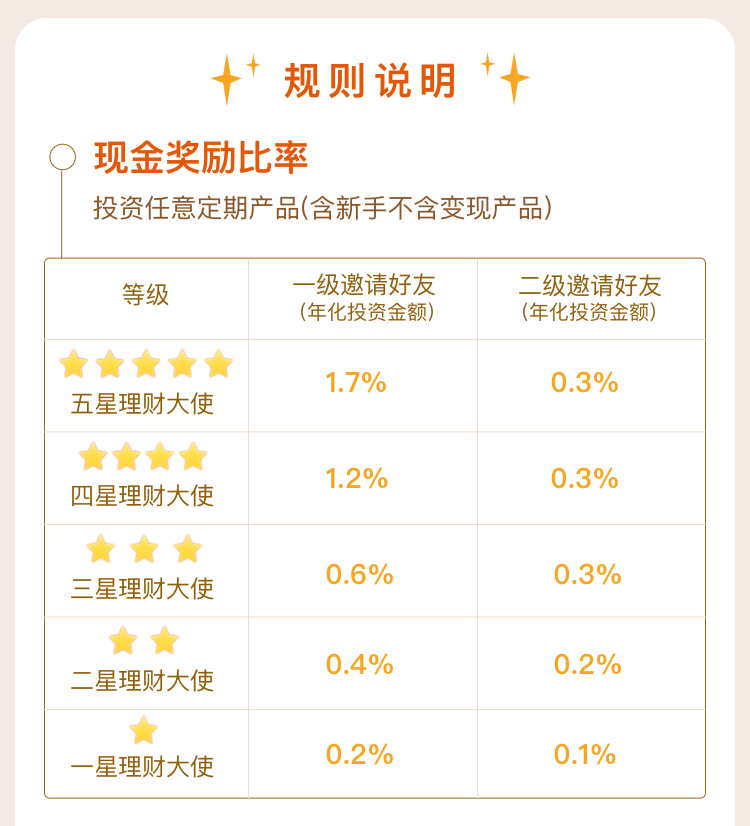 规则说明
现金奖励比率
投资任意定期产品(含新手不含变现产品)
等级
一级邀请好友
(年化投资金额)
二级邀请好友
(年化投资金额)
五星理财大使
1.7%
0.3%
四星理财大使
1.2%
0.3%
三星理财大使
0.6%
0.3%
二星理财大使
0.4%
0.2%
一星理财大使
0.2%
0.1%